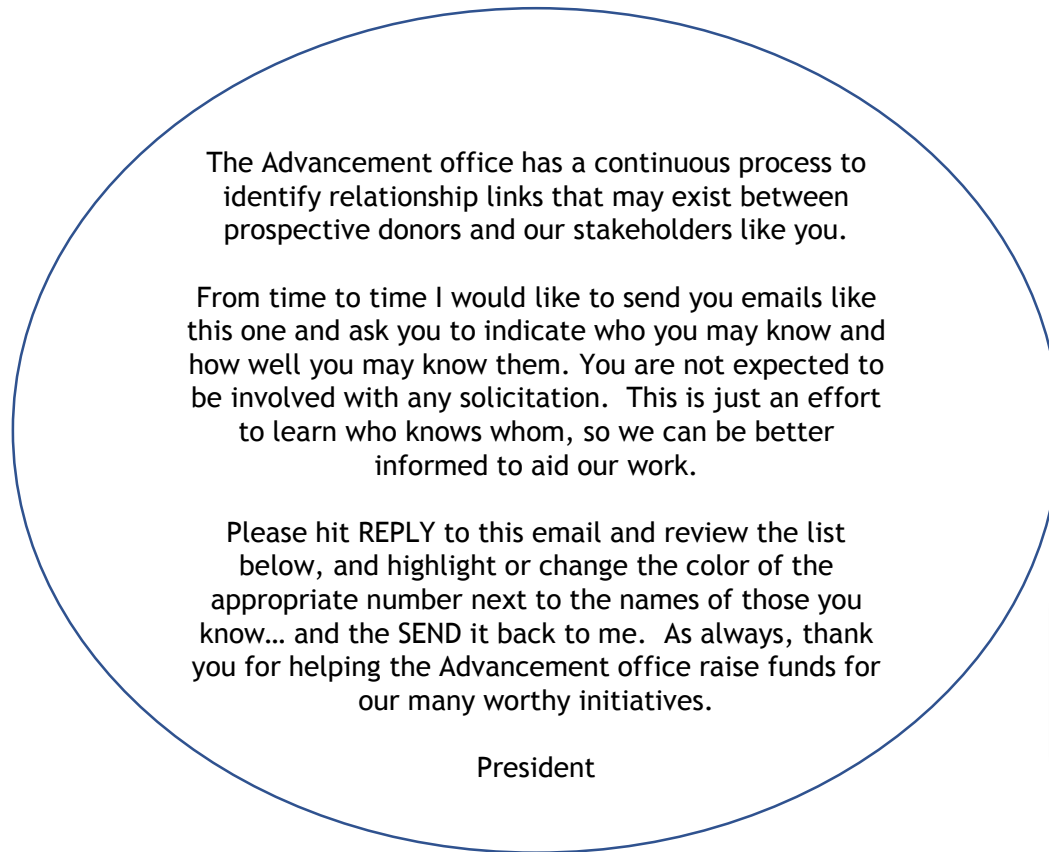 The Advancement office has a continuous process to
identify relationship links that may exist between
prospective donors and our stakeholders like you.
From time to time I would like to send you emails like
this one and ask you to indicate who you may know and
how well you may know them. You are not expected to
be involved with any solicitation.  This is just an effort
to learn who knows whom, so we can be better
informed to aid our work.
Please hit REPLY to this email and review the list
below, and highlight or change the color of the
appropriate number next to the names of those you
know… and the SEND it back to me.  As always, thank
you for helping the Advancement office raise funds for
our many worthy initiatives.
President